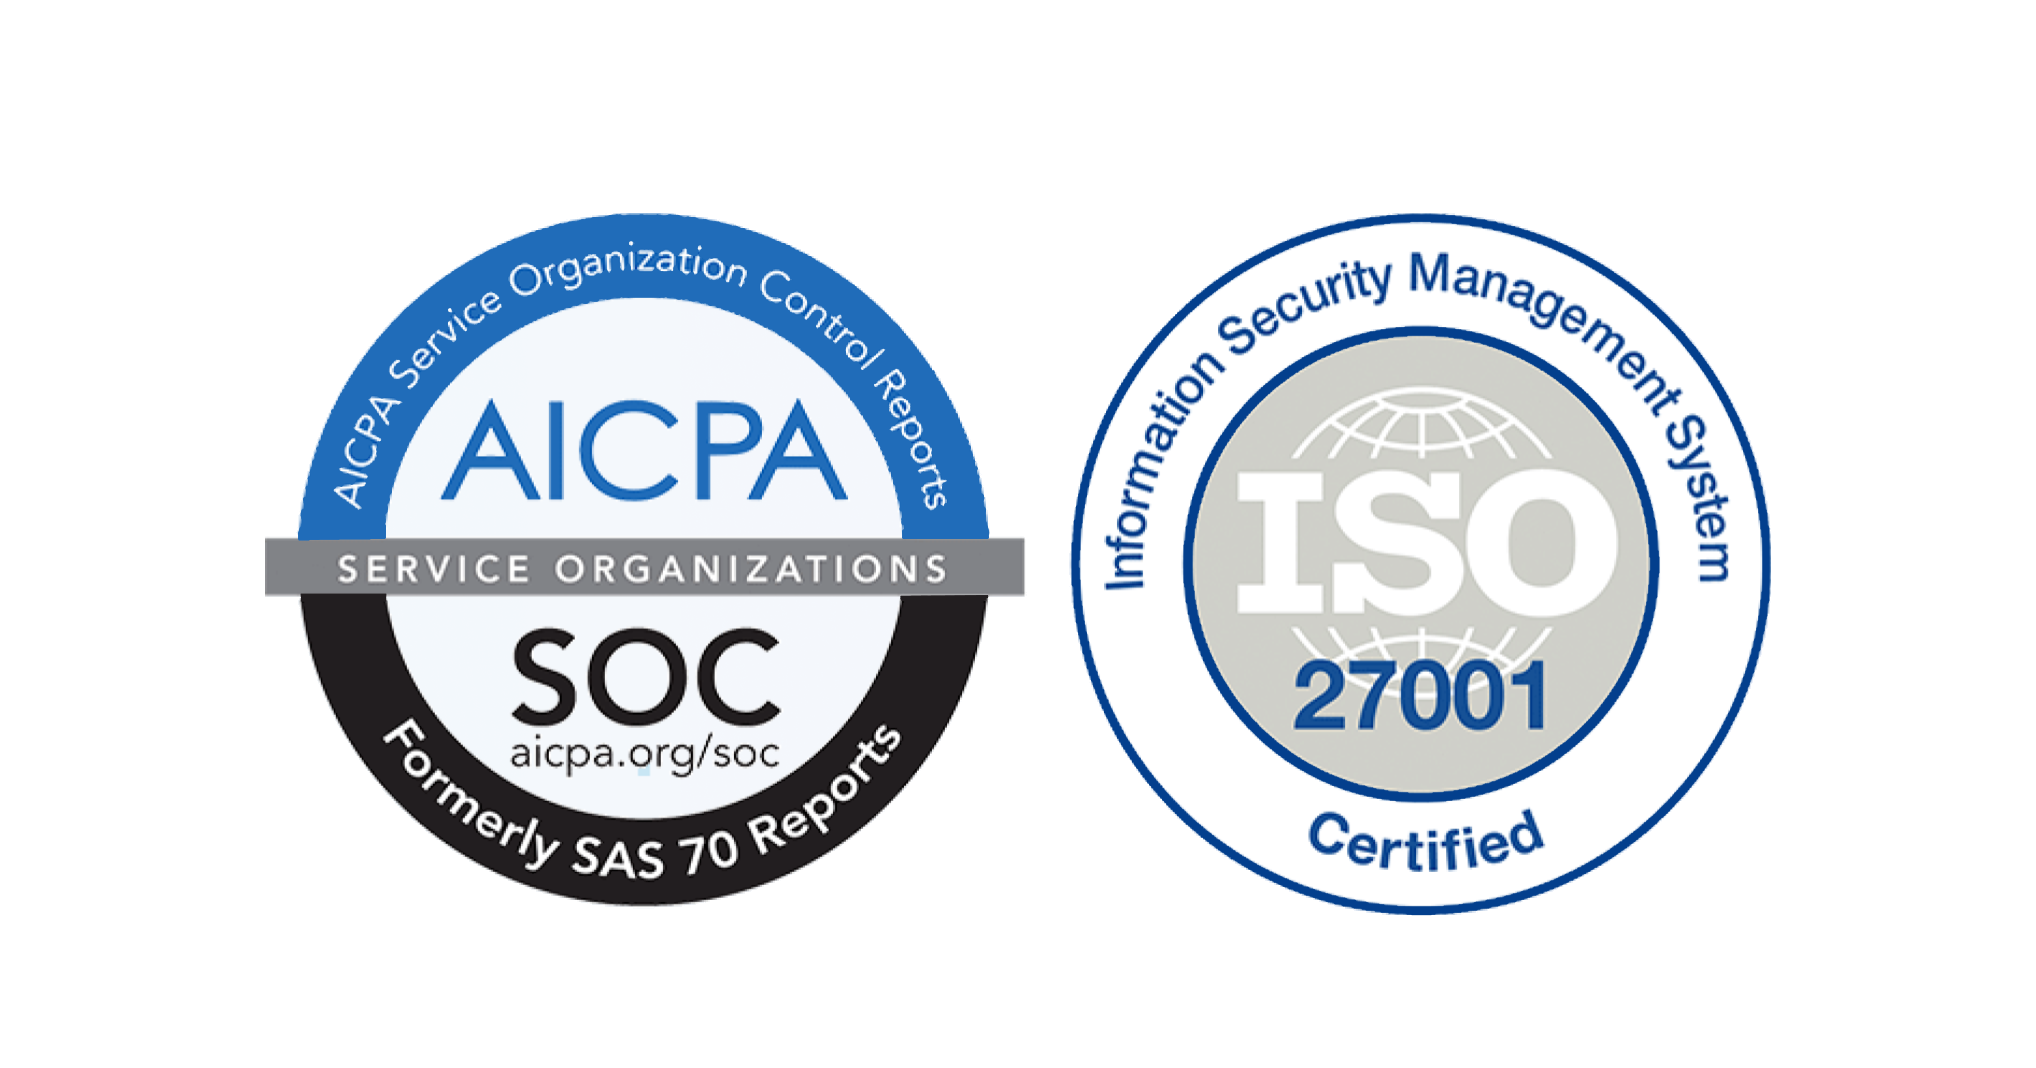 AICPA Service Organization Control Reports
AICPA
SERVICE ORGANIZATIONS
SOC
aicpa.org/soc
Formerly SAS 70 Reports
Information Security Management System
ISO
27001
Certified